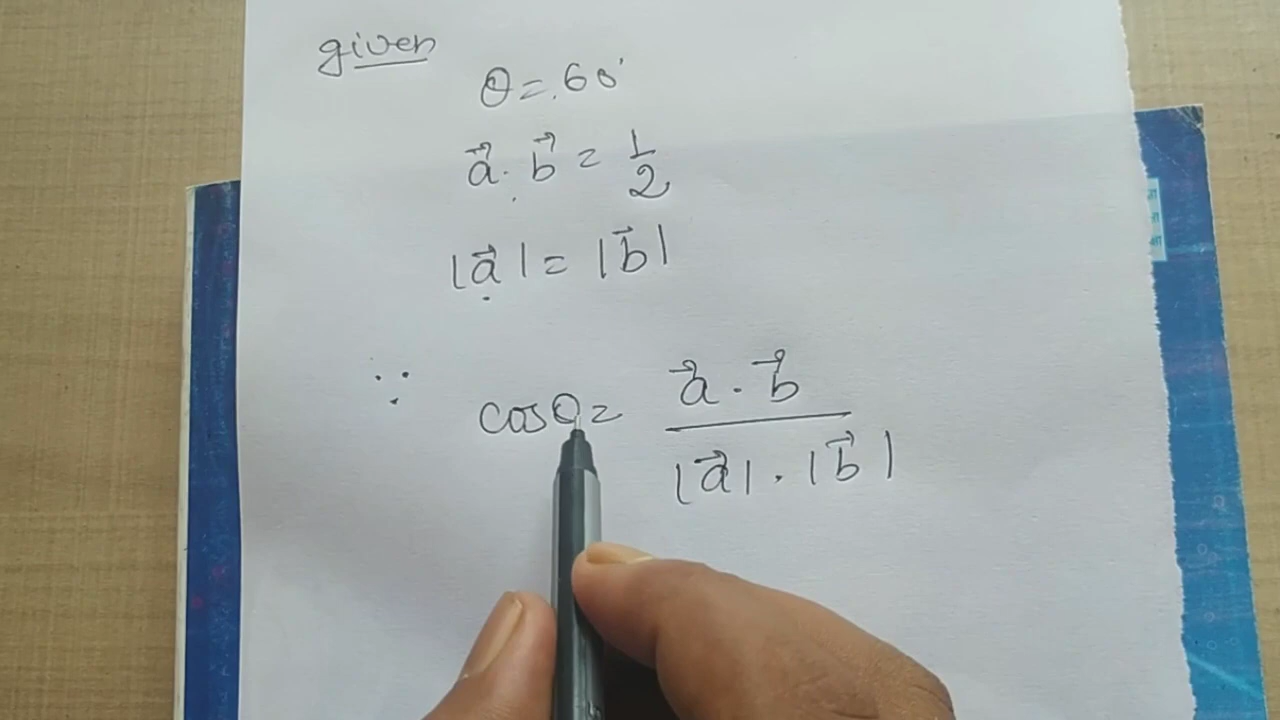 given
θ = 60°
a⃗ · b⃗ = 1/2
|a⃗| = |b⃗|
∵ cosθ = a⃗ · b⃗ / |a⃗| · |b⃗|